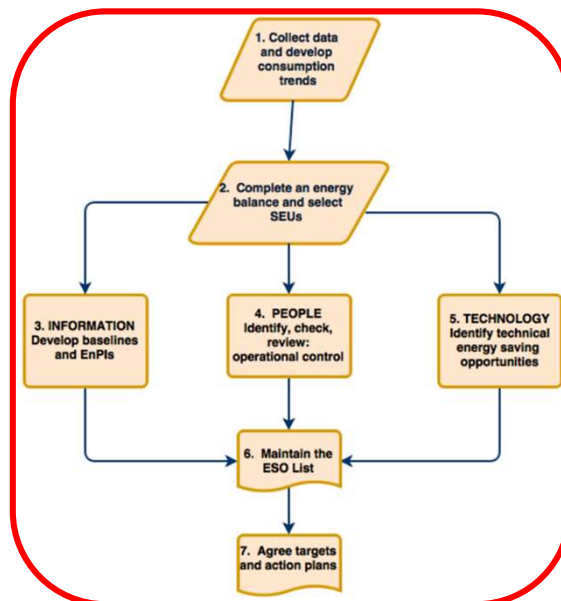 1. Collect data
and develop
consumption
trends
2. Complete an energy
balance and select
SEUs
3. INFORMATION
Develop baselines
and EnPIs
4. PEOPLE
Identify, check,
review:
operational control
5. TECHNOLOGY
Identify technical
energy saving
opportunities
6. Maintain the
ESO List
7. Agree targets
and action plans